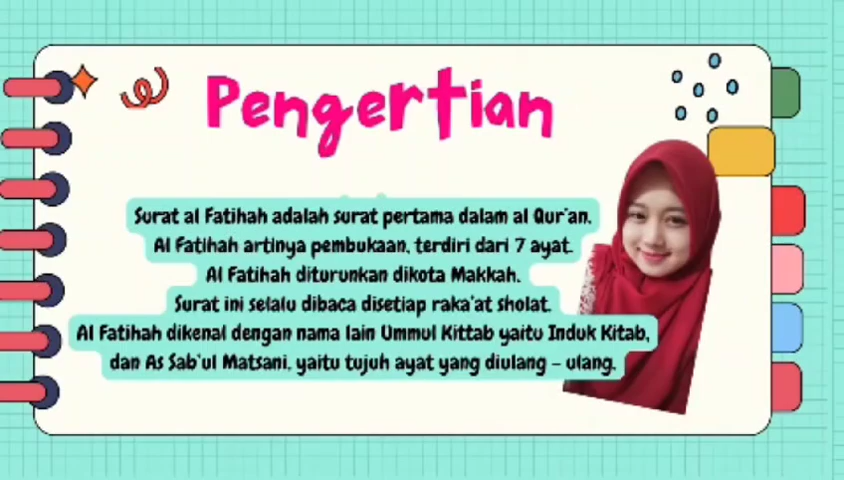 Pengertian
Surat al Fatihah adalah surat pertama dalam al Qur'an.
Al Fatihah artinya pembukaan, terdiri dari 7 ayat.
Al Fatihah diturunkan dikota Makkah.
Surat ini selalu dibaca disetiap raka'at sholat.
Al Fatihah dikenal dengan nama lain Ummul Kittab yaitu Induk Kitab,
dan As Sab'ul Matsani, yaitu tujuh ayat yang diulang - ulang.